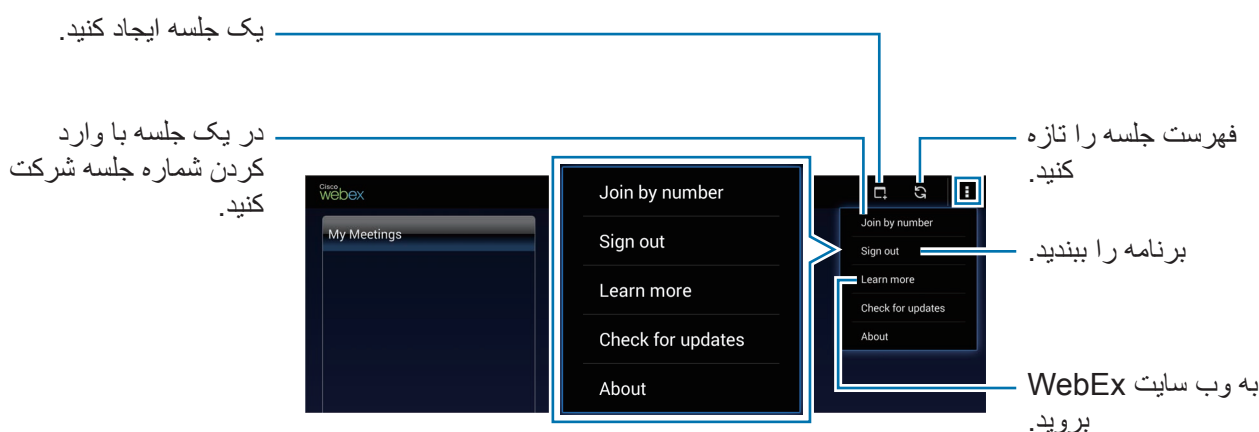 یک جلسه ایجاد کنید.
در یک جلسه با وارد
کردن شماره جلسه شرکت
کنید.
فهرست جلسه را تازه
کنید.
برنامه را ببندید.
به وب سایت WebEx
بروید.
Cisco
webex
My Meetings
Join by number
Sign out
Learn more
Check for updates
About
Join by number
Sign out
Learn more
Check for updates
About